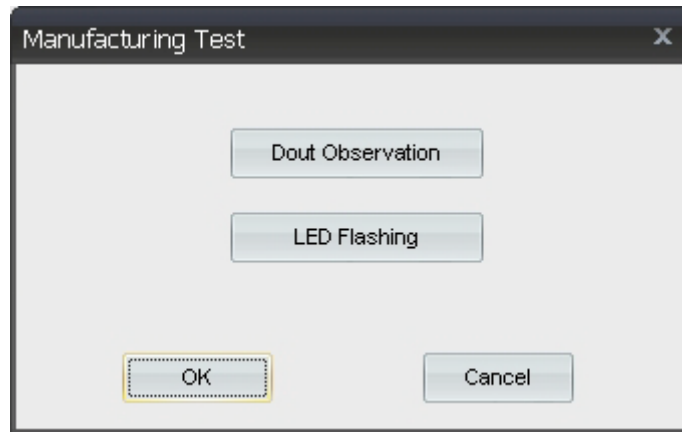 Manufacturing Test
Dout Observation
LED Flashing
OK
Cancel